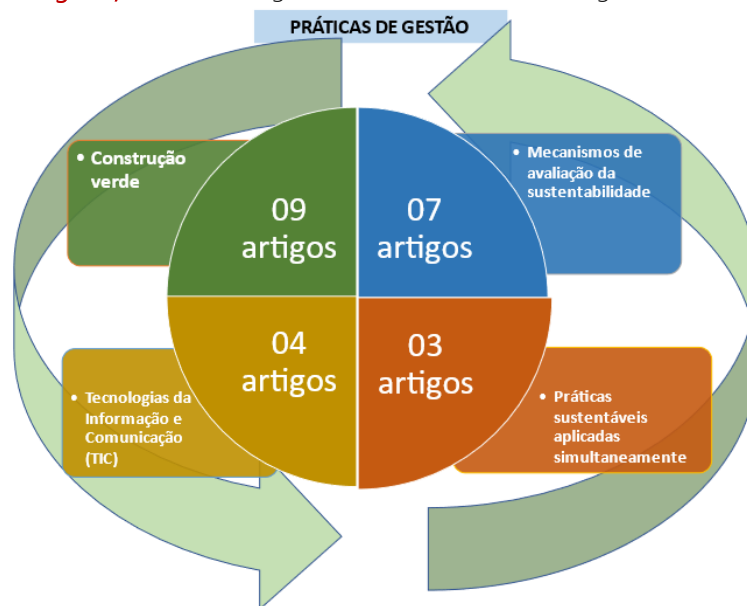 PRÁTICAS DE GESTÃO
• Construção
verde
09
artigos
07
artigos
• Mecanismos de
avaliação da
sustentabilidade
• Tecnologias da
Informação e
Comunicação
(TIC)
04
artigos
03
artigos
• Práticas
sustentáveis
aplicadas
simultaneamente